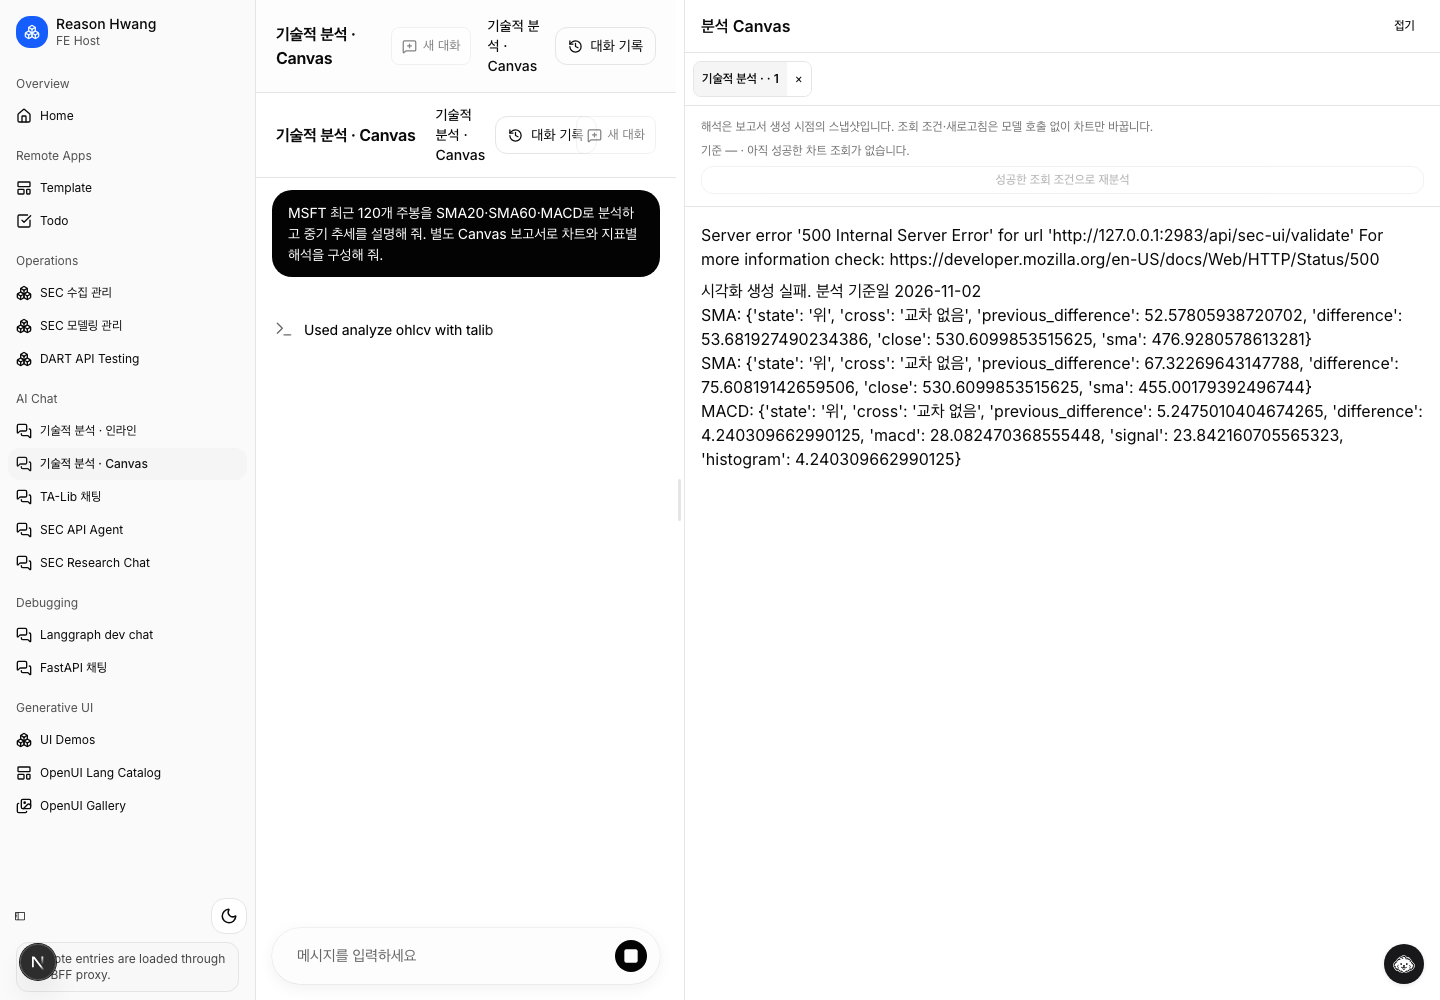 Reason Hwang
FE Host
Overview
Home
Remote Apps
Template
Todo
Operations
SEC 수집 관리
SEC 모델링 관리
DART API Testing
AI Chat
기술적 분석 · 인라인
기술적 분석 · Canvas
TA-Lib 채팅
SEC API Agent
SEC Research Chat
Debugging
Langgraph dev chat
FastAPI 채팅
Generative UI
UI Demos
OpenUI Lang Catalog
OpenUI Gallery
entries are loaded through
BFF proxy.
N
기술적 분석 ·
Canvas
새 대화
기술적 분
석 ·
Canvas
대화 기록
기술적 분석 · Canvas
기술적
분석 ·
Canvas
대화 기록
새 대화
MSFT 최근 120개 주봉을 SMA20·SMA60·MACD로 분석하
고 중기 추세를 설명해 줘. 별도 Canvas 보고서로 차트와 지표별
해석을 구성해 줘.
Used analyze ohlcv with talib
메시지를 입력하세요
분석 Canvas
접기
기술적 분석 · · 1
×
해석은 보고서 생성 시점의 스냅샷입니다. 조회 조건·새로고침은 모델 호출 없이 차트만 바꿉니다.
기준 — · 아직 성공한 차트 조회가 없습니다.
성공한 조회 조건으로 재분석
Server error '500 Internal Server Error' for url 'http://127.0.0.1:2983/api/sec-ui/validate' For
more information check: https://developer.mozilla.org/en-US/docs/Web/HTTP/Status/500
시각화 생성 실패. 분석 기준일 2026-11-02
SMA: {'state': '위', 'cross': '교차 없음', 'previous_difference': 52.57805938720702, 'difference':
53.681927490234386, 'close': 530.6099853515625, 'sma': 476.9280578613281}
SMA: {'state': '위', 'cross': '교차 없음', 'previous_difference': 67.32269643147788, 'difference':
75.60819142659506, 'close': 530.6099853515625, 'sma': 455.00179392496744}
MACD: {'state': '위', 'cross': '교차 없음', 'previous_difference': 5.2475010404674265, 'difference':
4.240309662990125, 'macd': 28.082470368555448, 'signal': 23.842160705565323,
'histogram': 4.240309662990125}